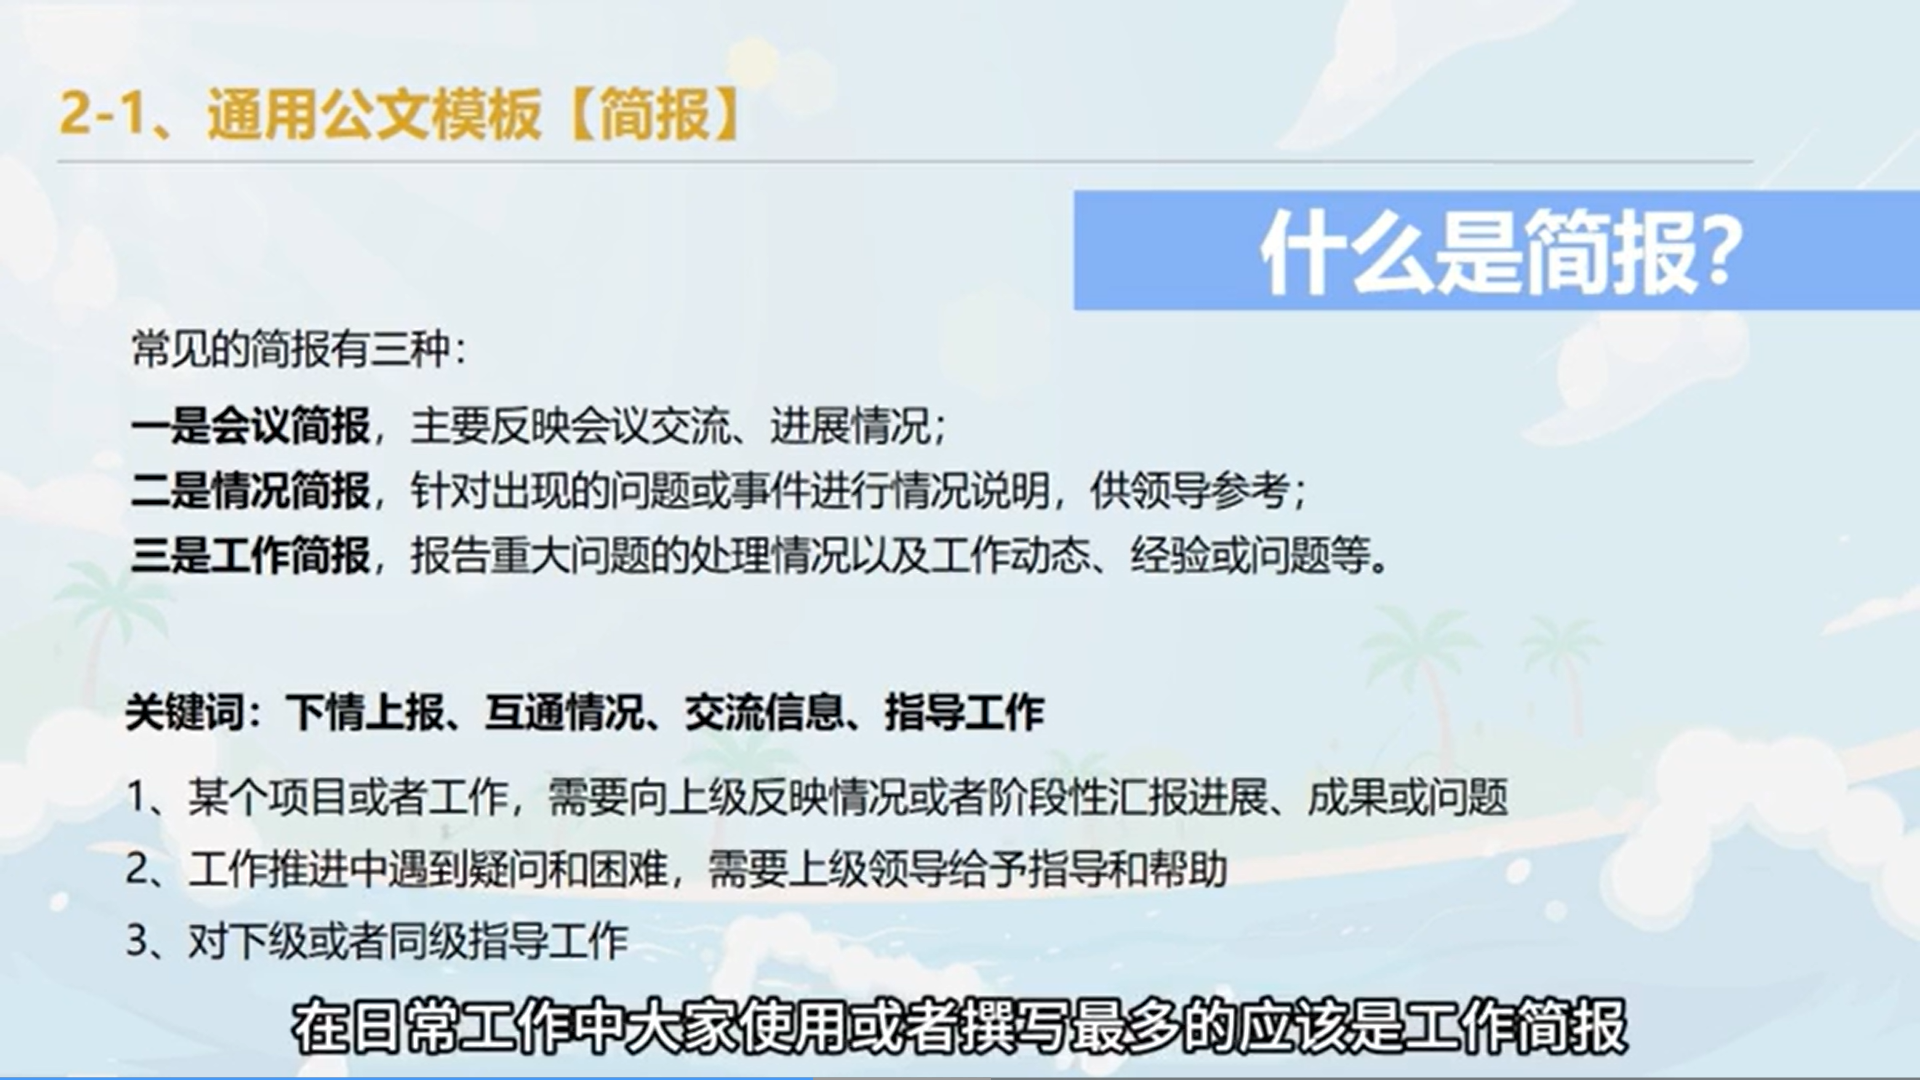 2-1、通用公文模板【简报】
什么是简报？
常见的简报有三种：
一是会议简报，主要反映会议交流、进展情况；
二是情况简报，针对出现的问题或事件进行情况说明，供领导参考；
三是工作简报，报告重大问题的处理情况以及工作动态、经验或问题等。
关键词：下情上报、互通情况、交流信息、指导工作
1、某个项目或者工作，需要向上级反映情况或者阶段性汇报进展、成果或问题
2、工作推进中遇到疑问和困难，需要上级领导给予指导和帮助
3、对下级或者同级指导工作
在日常工作中大家使用或者撰写最多的应该是工作简报